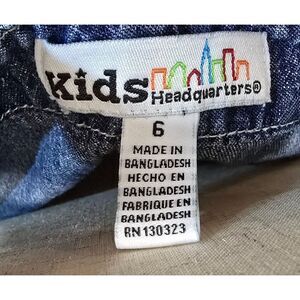 Kids
Headquarters®
6
MADE IN
BANGLADESH
HECHO EN
BANGLADESH
FABRIQUE EN
BANGLADESH
RN 130323